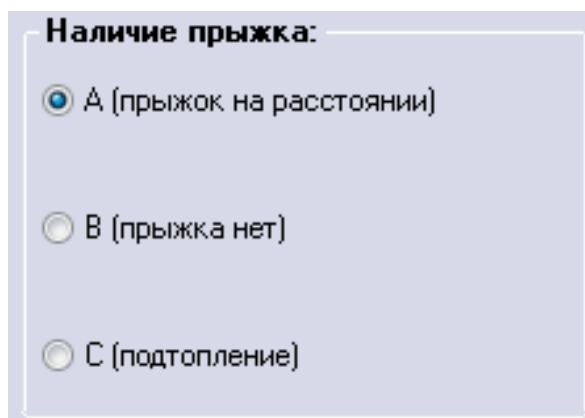 Наличие прыжка:
А (прыжок на расстоянии)
В (прыжка нет)
С (подтопление)